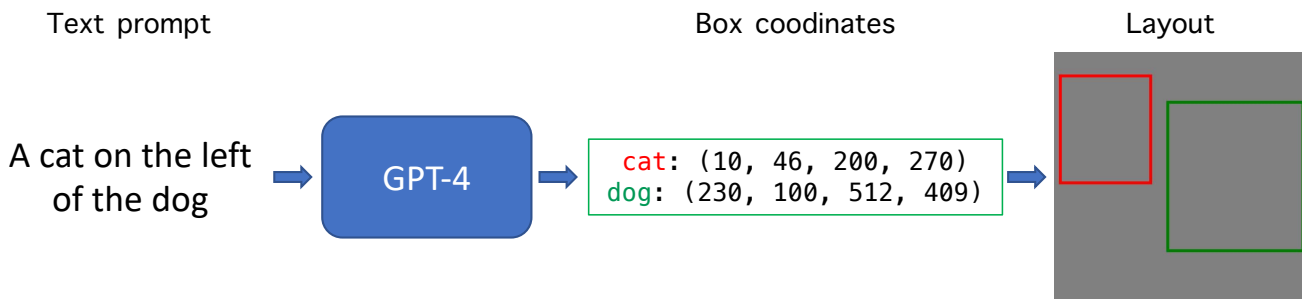 Text prompt
Box coodinates
Layout
A cat on the left
of the dog
GPT-4
cat: (10, 46, 200, 270)
dog: (230, 100, 512, 409)